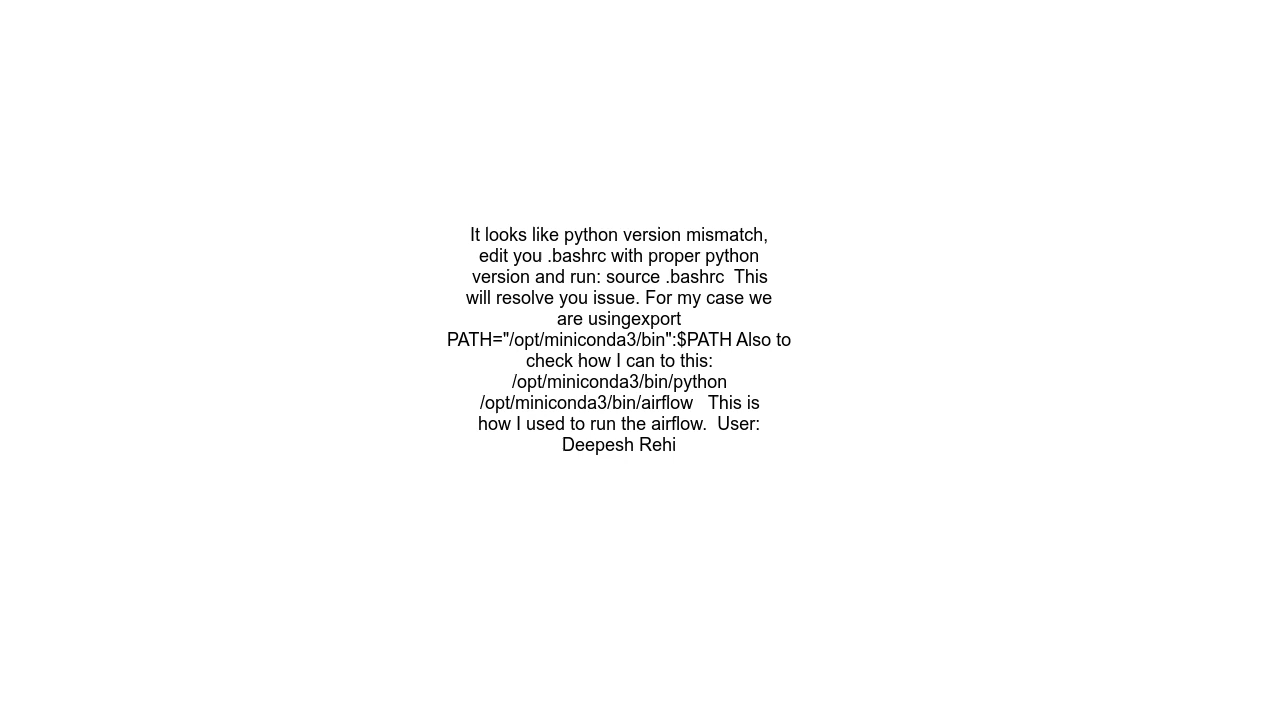 It looks like python version mismatch,
edit you .bashrc with proper python
version and run: source .bashrc  This
will resolve you issue. For my case we
are usingexport
PATH="/opt/miniconda3/bin":$PATH Also to
check how I can to this:
/opt/miniconda3/bin/python
/opt/miniconda3/bin/airflow   This is
how I used to run the airflow.  User:
Deepesh Rehi